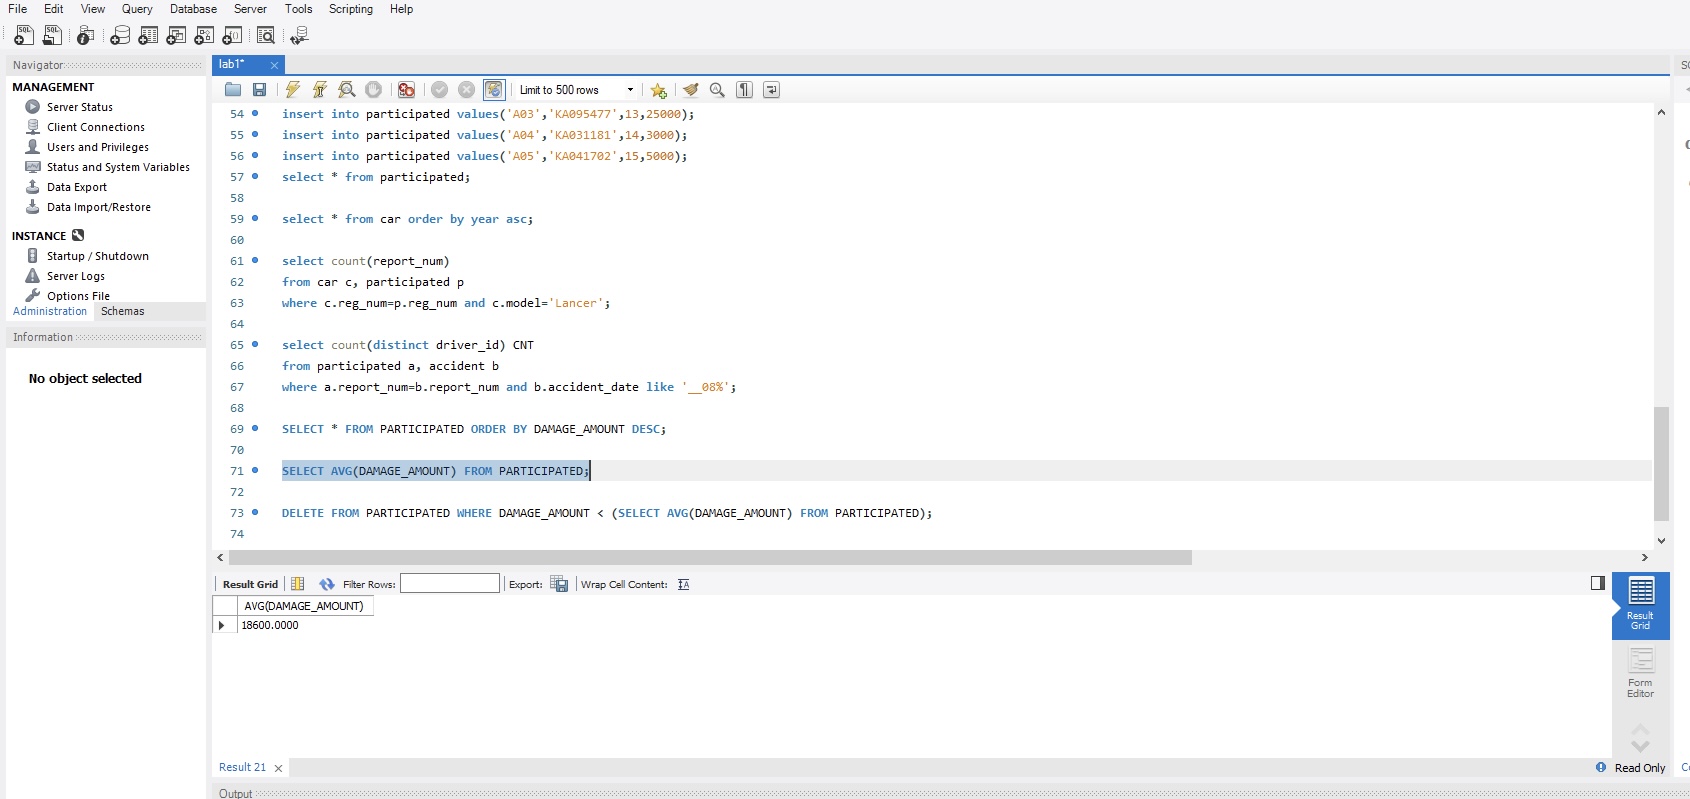 File Edit View Query Database Server Tools Scripting Help
Navigator
MANAGEMENT
Server Status
Client Connections
Users and Privileges
Status and System Variables
Data Export
Data Import/Restore
INSTANCE
Startup / Shutdown
Server Logs
Options File
Administration Schemas
Information
No object selected
lab1*
Limit to 500 rows
54 insert into participated values('A03','KA095477',13,25000);
55 insert into participated values('A04','KA031181',14,3000);
56 insert into participated values('A05','KA041702',15,5000);
57 select * from participated;
58
59 select * from car order by year asc;
60
61 select count(report_num)
62 from car c, participated p
63 where c.reg_num=p.reg_num and c.model='Lancer';
64
65 select count(distinct driver_id) CNT
66 from participated a, accident b
67 where a.report_num=b.report_num and b.accident_date like '__08%';
68
69 SELECT * FROM PARTICIPATED ORDER BY DAMAGE_AMOUNT DESC;
70
71 SELECT AVG(DAMAGE_AMOUNT) FROM PARTICIPATED;
72
73 DELETE FROM PARTICIPATED WHERE DAMAGE_AMOUNT < (SELECT AVG(DAMAGE_AMOUNT) FROM PARTICIPATED);
74
Result Grid Filter Rows: Export: Wrap Cell Content:
AVG(DAMAGE_AMOUNT)
18600.0000
Result
Grid
Form
Editor
Result 21
Read Only
Output